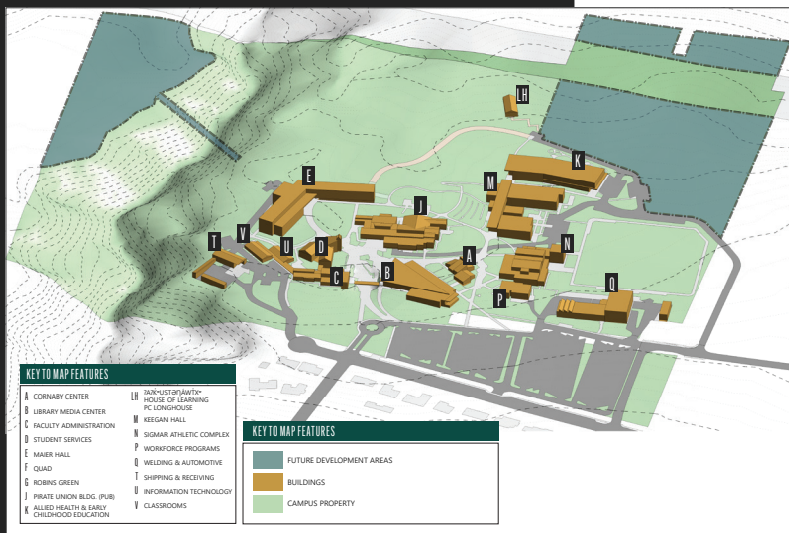 LH
K
E
M
J
V
T
U
D
C
B
A
N
P
Q
KEY TO MAP FEATURES
A CORNABY CENTER
B LIBRARY MEDIA CENTER
C FACULTY ADMINISTRATION
D STUDENT SERVICES
E MAIER HALL
F QUAD
G ROBINS GREEN
J PIRATE UNION BLDG. (PUB)
K ALLIED HEALTH & EARLY
CHILDHOOD EDUCATION
LH
HOUSE OF LEARNING
PC LONGHOUSE
M KEEGAN HALL
N SIGMAR ATHLETIC COMPLEX
P WORKFORCE PROGRAMS
Q WELDING & AUTOMOTIVE
T SHIPPING & RECEIVING
U INFORMATION TECHNOLOGY
V CLASSROOMS
KEY TO MAP FEATURES
FUTURE DEVELOPMENT AREAS
BUILDINGS
CAMPUS PROPERTY